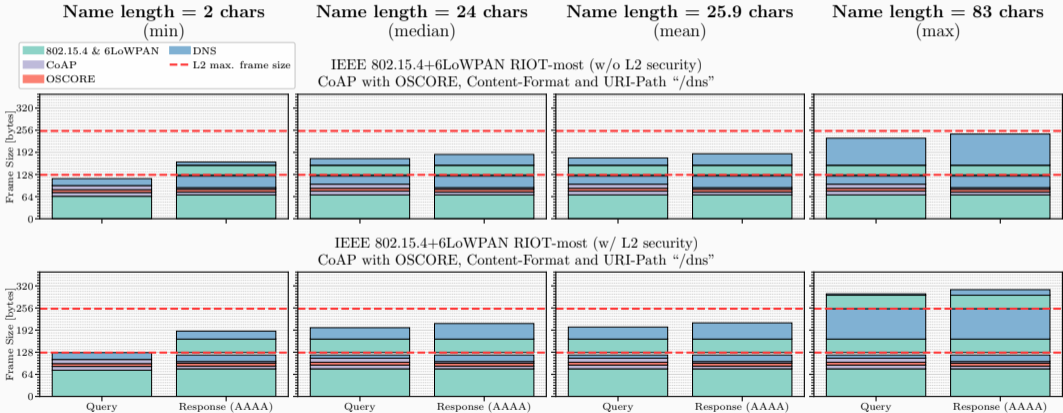 Name length = 2 chars
(min)
Name length = 24 chars
(median)
Name length = 25.9 chars
(mean)
Name length = 83 chars
(max)
802.15.4 & 6LoWPAN
CoAP
OSCORE
DNS
L2 max. frame size
IEEE 802.15.4+6LoWPAN RIOT-most (w/o L2 security)
CoAP with OSCORE, Content-Format and URI-Path “/dns”
Frame Size [bytes]
320
256
192
128
64
0
IEEE 802.15.4+6LoWPAN RIOT-most (w/ L2 security)
CoAP with OSCORE, Content-Format and URI-Path “/dns”
Frame Size [bytes]
320
256
192
128
64
0
Query
Response (AAAA)
Query
Response (AAAA)
Query
Response (AAAA)
Query
Response (AAAA)